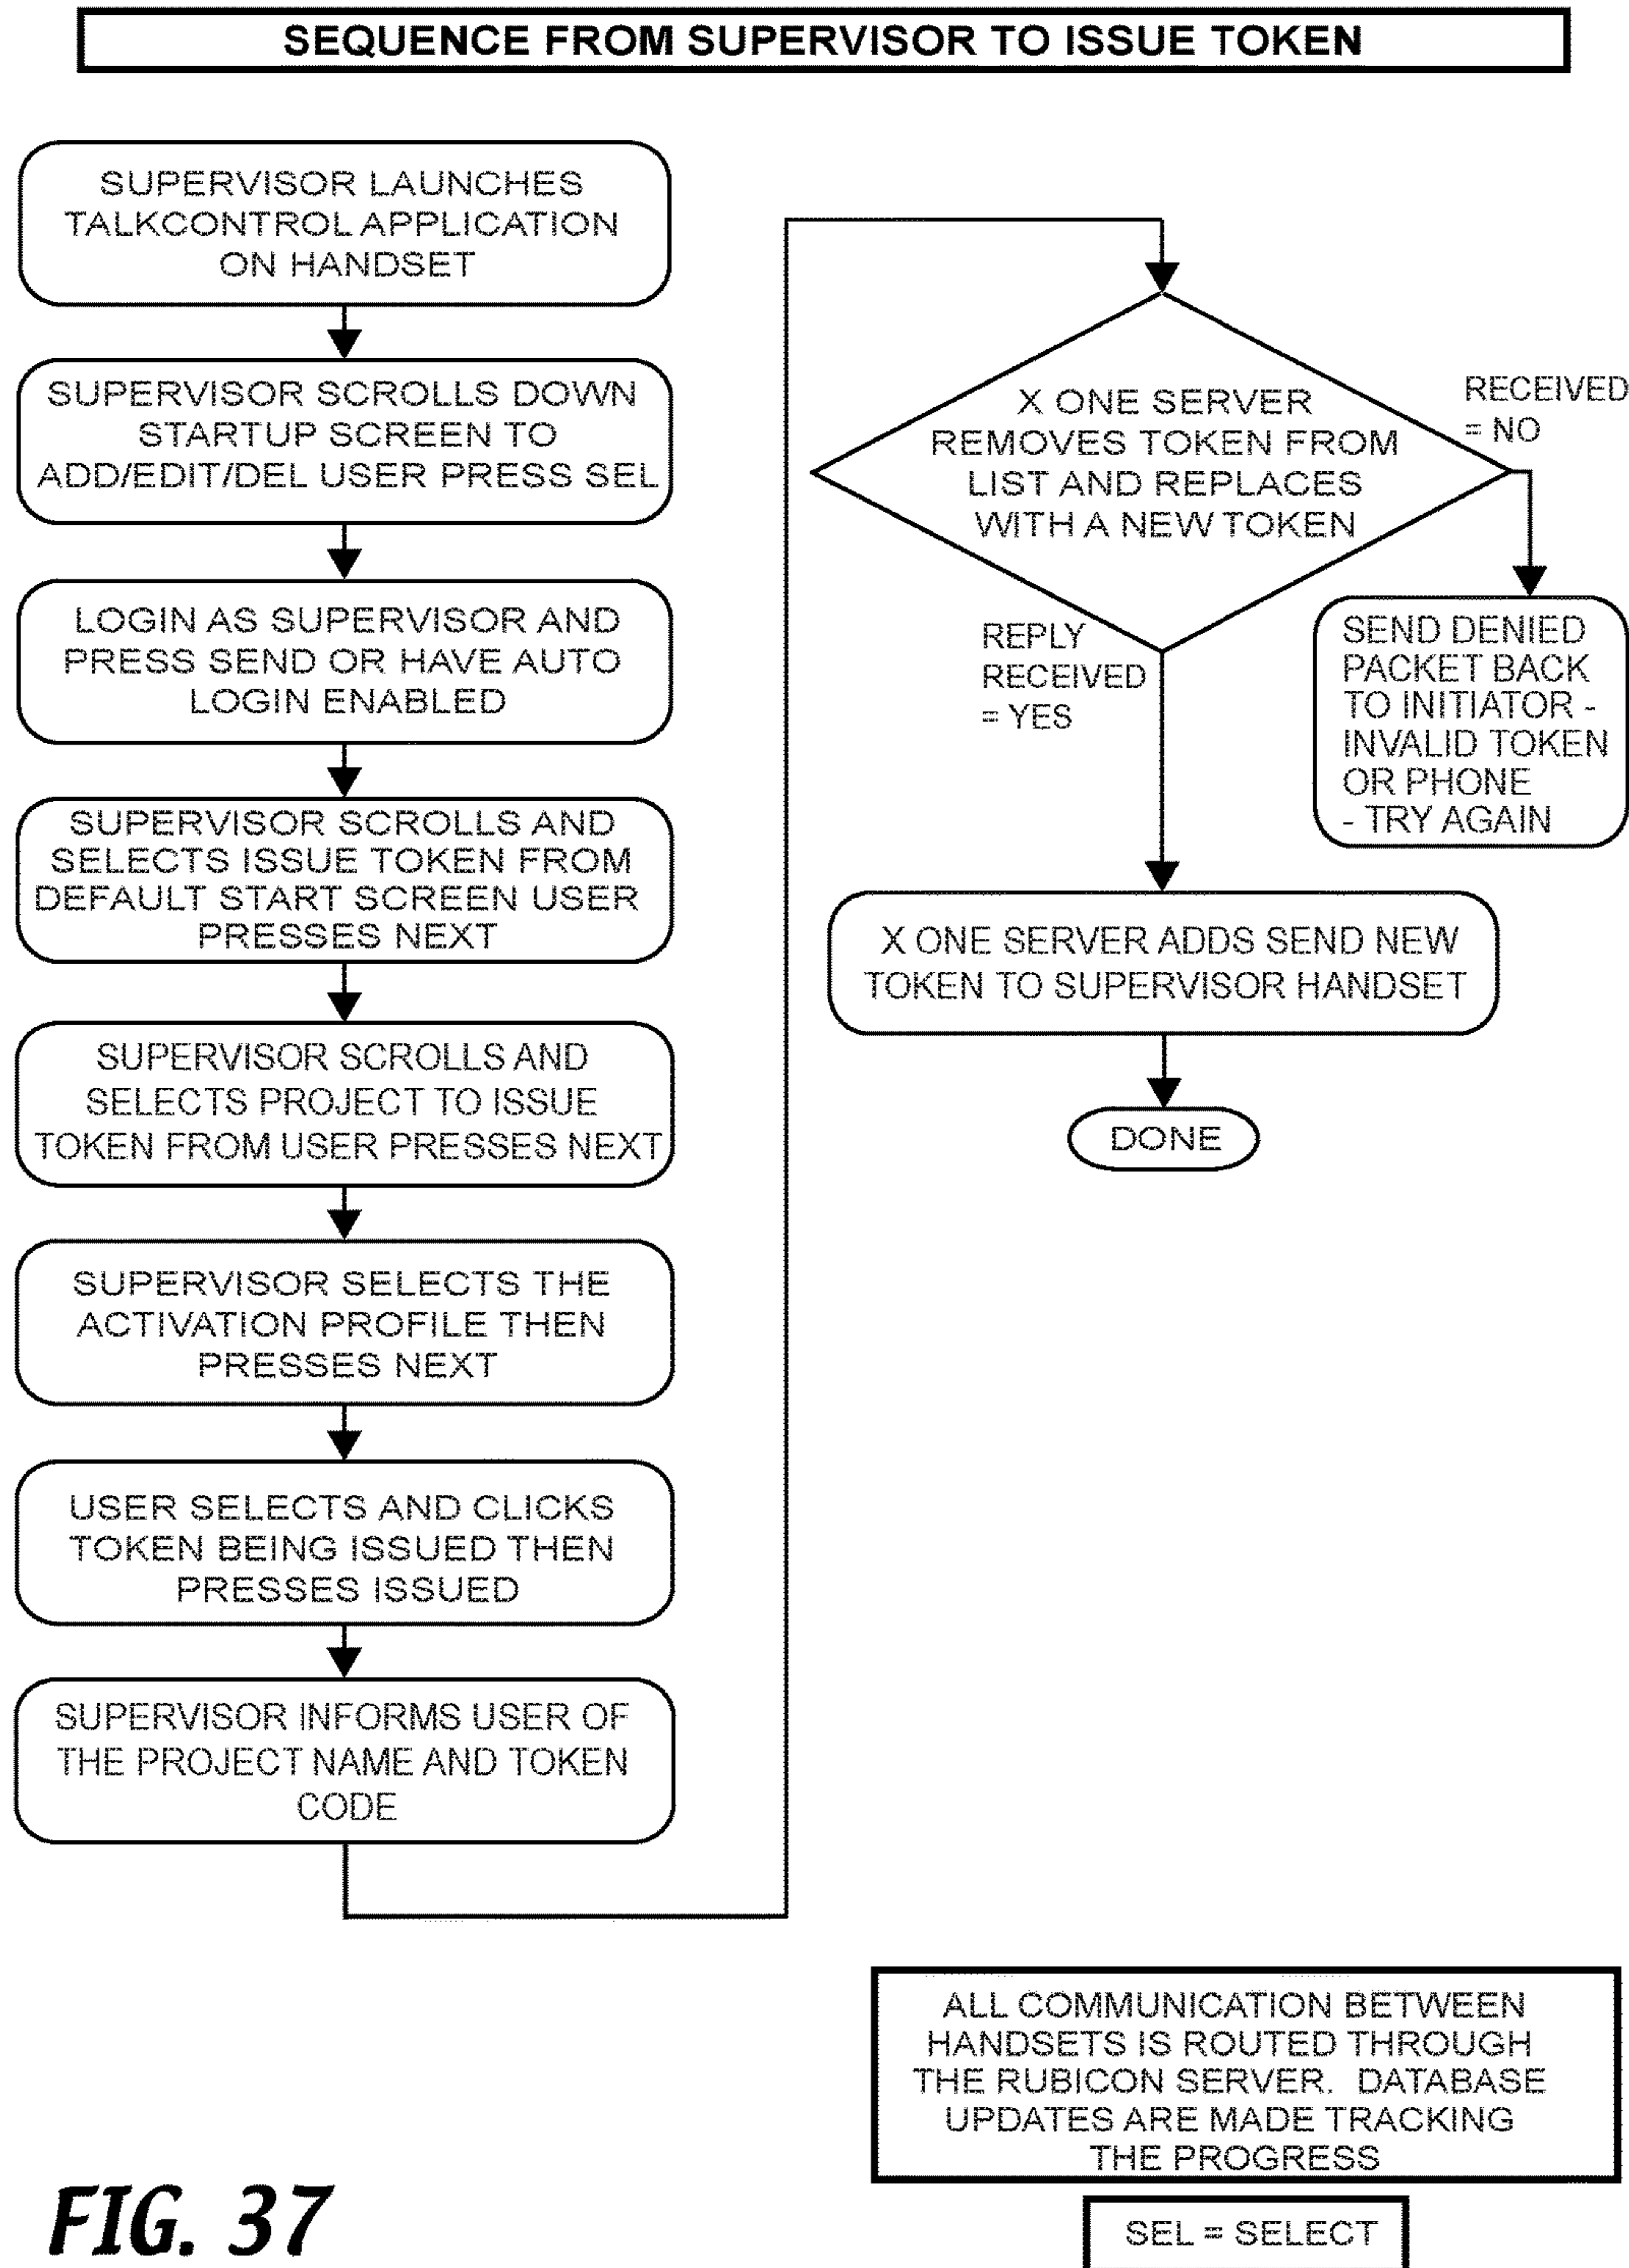 SEQUENCE FROM SUPERVISOR TO ISSUE TOKEN
SUPERVISOR LAUNCHES
TALKCONTROL APPLICATION
ON HANDSET
SUPERVISOR SCROLLS DOWN
STARTUP SCREEN TO
ADD/EDIT/DEL USER PRESS SEL
LOGIN AS SUPERVISOR AND
PRESS SEND OR HAVE AUTO
LOGIN ENABLED
SUPERVISOR SCROLLS AND
SELECTS ISSUE TOKEN FROM
DEFAULT START SCREEN USER
PRESSES NEXT
SUPERVISOR SCROLLS AND
SELECTS PROJECT TO ISSUE
TOKEN FROM USER PRESSES NEXT
SUPERVISOR SELECTS THE
ACTIVATION PROFILE THEN
PRESSES NEXT
USER SELECTS AND CLICKS
TOKEN BEING ISSUED THEN
PRESSES ISSUED
SUPERVISOR INFORMS USER OF
THE PROJECT NAME AND TOKEN
CODE
X ONE SERVER
REMOVES TOKEN FROM
LIST AND REPLACES
WITH A NEW TOKEN
RECEIVED
= NO
SEND DENIED
PACKET BACK
TO INITIATOR -
INVALID TOKEN
OR PHONE
- TRY AGAIN
REPLY
RECEIVED
= YES
X ONE SERVER ADDS SEND NEW
TOKEN TO SUPERVISOR HANDSET
DONE
ALL COMMUNICATION BETWEEN
HANDSETS IS ROUTED THROUGH
THE RUBICON SERVER. DATABASE
UPDATES ARE MADE TRACKING
THE PROGRESS
SEL = SELECT
FIG. 37